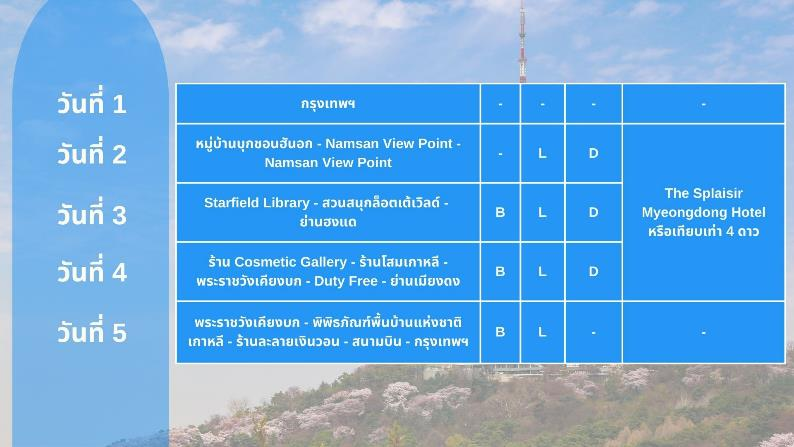 วันที่ 1
กรุงเทพฯ
- - - -
วันที่ 2
หมู่บ้านบุกชอนฮันอก - Namsan View Point -
Namsan View Point
- L D
The Splaisir
Myeongdong Hotel
หรือเทียบเท่า 4 ดาว
วันที่ 3
Starfield Library - สวนสนุกล็อตเต้เวิลด์ -
ย่านฮงแด
B L D
วันที่ 4
ร้าน Cosmetic Gallery - ร้านโสมเกาหลี -
พระราชวังเคียงบก - Duty Free - ย่านเมียงดง
B L D
วันที่ 5
พระราชวังเคียงบก - พิพิธภัณฑ์พื้นบ้านแห่งชาติ
เกาหลี - ร้านละลายเงินวอน - สนามบิน - กรุงเทพฯ
B L - -